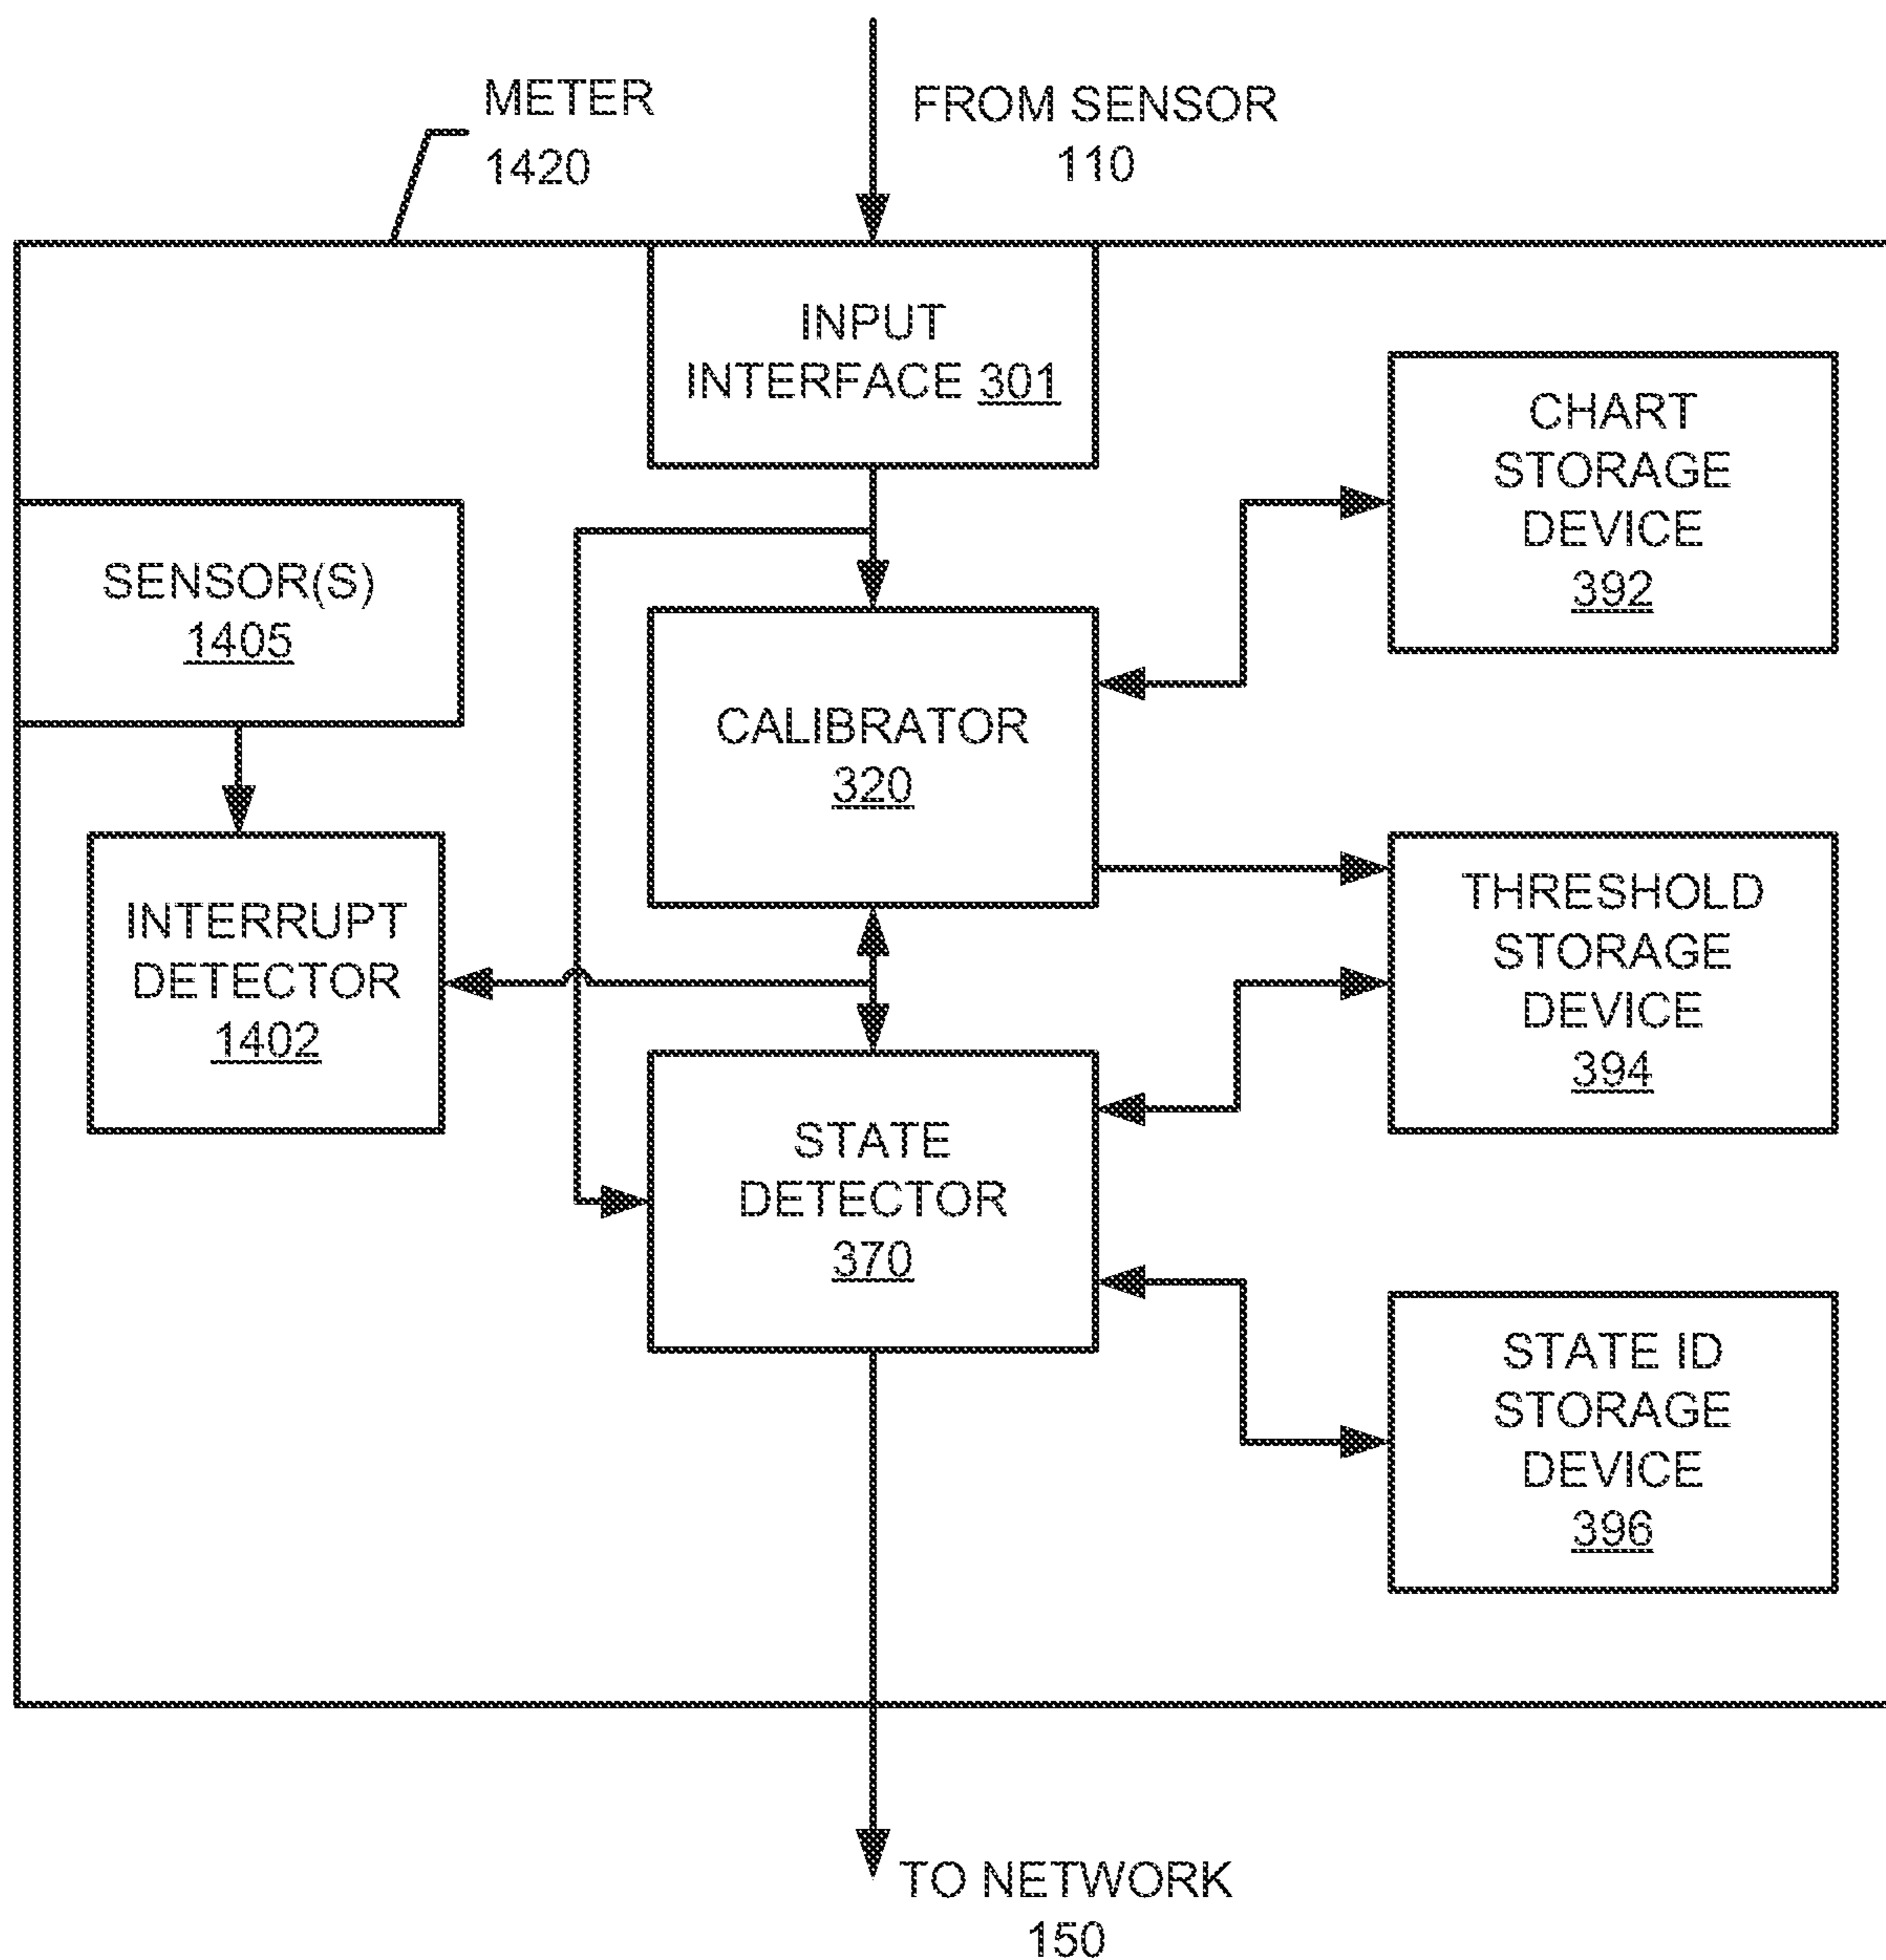 METER
1420
FROM SENSOR
110
INPUT
INTERFACE 301
CHART
STORAGE
DEVICE
392
SENSOR(S)
1405
CALIBRATOR
320
INTERRUPT
DETECTOR
1402
THRESHOLD
STORAGE
DEVICE
394
STATE
DETECTOR
370
STATE ID
STORAGE
DEVICE
396
TO NETWORK
150